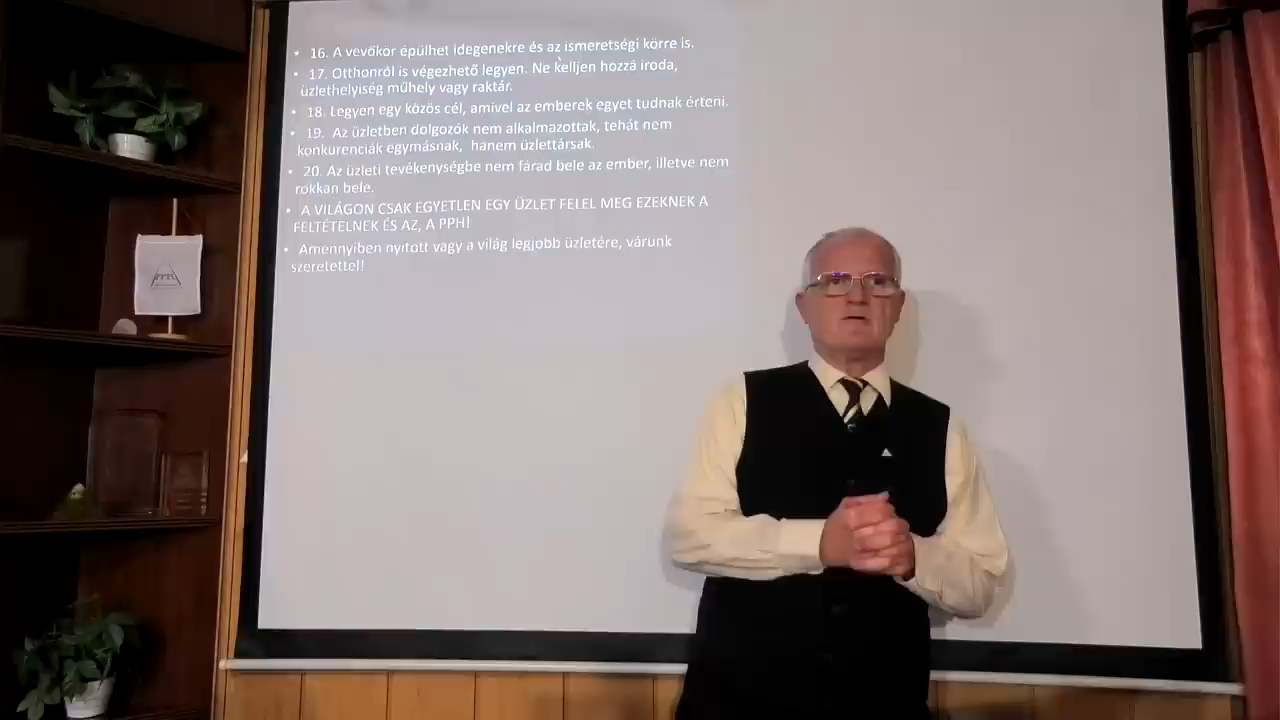 • 16. A vevőkör épülhet idegenekre és az ismeretségi körre is.
• 17. Otthonról is végezhető legyen. Ne kelljen hozzá iroda,
üzlethelyiség műhely vagy raktár.
• 18. Legyen egy közös cél, amivel az emberek egyet tudnak érteni.
• 19. Az üzletben dolgozók nem alkalmazottak, tehát nem
konkurenciák egymásnak, hanem üzlettársak.
• 20. Az üzleti tevékenységbe nem fárad bele az ember, illetve nem
rokkan bele.
• A VILÁGON CSAK EGYETLEN EGY ÜZLET FELEL MEG EZEKNEK A
FELTÉTELNEK ÉS AZ, A PPH!
• Amennyiben nyitott vagy a világ legjobb üzletére, várunk
szeretettel!